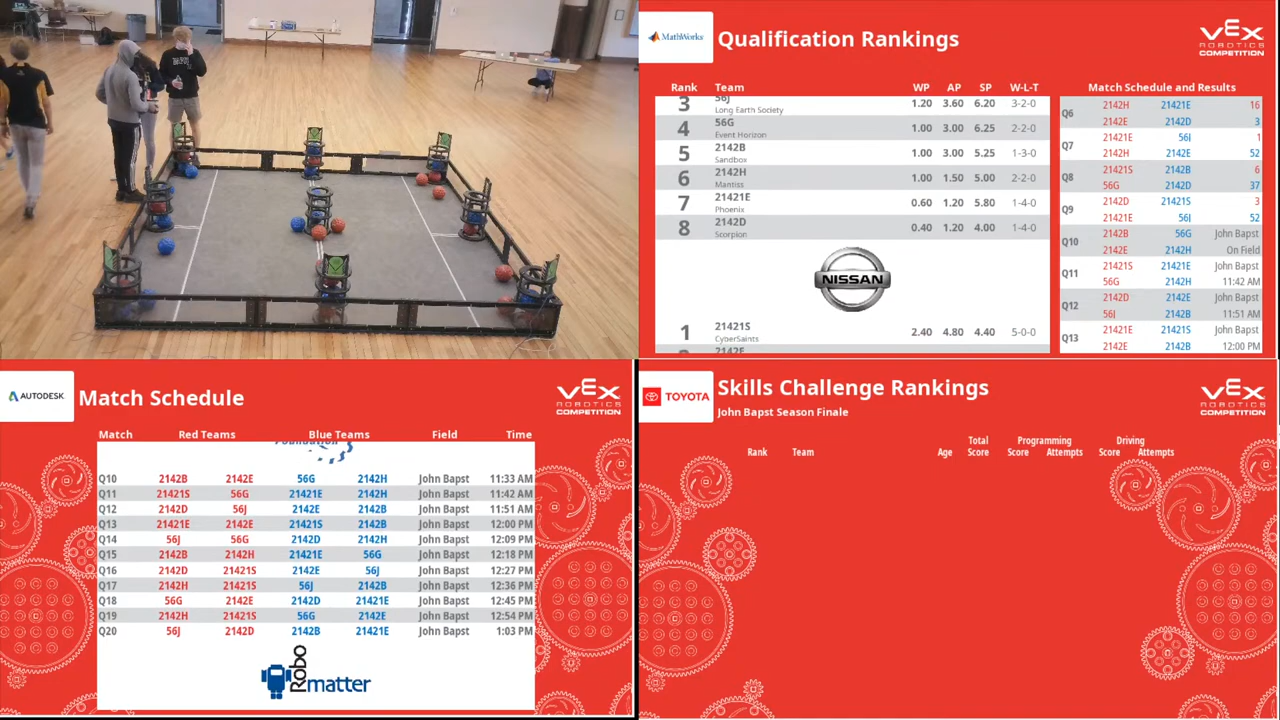 MathWorks
Qualification Rankings
VEX
ROBOTICS
COMPETITION
Rank Team WP AP SP W-L-T
3 56J 1.20 3.60 6.20 3-2-0
Long Earth Society
4 56G 1.00 3.00 6.25 2-2-0
Event Horizon
5 2142B 1.00 3.00 5.25 1-3-0
Sandbox
6 2142H 1.00 1.50 5.00 2-2-0
Mantiss
7 21421E 0.60 1.20 5.80 1-4-0
Phoenix
8 2142D 0.40 1.20 4.00 1-4-0
Scorpion
NISSAN
1 21421S 2.40 4.80 4.40 5-0-0
CyberSaints
2142E
Match Schedule and Results
Q6 2142H 21421E 16
2142E 2142D 3
Q7 21421E 56J 1
2142H 2142E 52
Q8 21421S 2142B 6
56G 2142D 37
Q9 2142D 21421S 3
21421E 56J 52
Q10 2142B 56G John Bapst
2142E 2142H On Field
Q11 21421S 21421E John Bapst
56G 2142H 11:42 AM
Q12 2142D 2142E John Bapst
56J 2142B 11:51 AM
Q13 21421E 21421S John Bapst
2142E 2142B 12:00 PM
AUTODESK
Match Schedule
VEX
ROBOTICS
COMPETITION
Match Red Teams Blue Teams Field Time
Foundation
Q10 2142B 2142E 56G 2142H John Bapst 11:33 AM
Q11 21421S 56G 21421E 2142H John Bapst 11:42 AM
Q12 2142D 56J 2142E 2142B John Bapst 11:51 AM
Q13 21421E 2142E 21421S 2142B John Bapst 12:00 PM
Q14 56J 56G 2142D 2142H John Bapst 12:09 PM
Q15 2142B 2142H 21421E 56G John Bapst 12:18 PM
Q16 2142D 21421S 2142E 56J John Bapst 12:27 PM
Q17 2142H 21421S 56J 2142B John Bapst 12:36 PM
Q18 56G 2142E 2142D 21421E John Bapst 12:45 PM
Q19 2142H 21421S 56G 2142E John Bapst 12:54 PM
Q20 56J 2142D 2142B 21421E John Bapst 1:03 PM
Robo
matter
TOYOTA
Skills Challenge Rankings
John Bapst Season Finale
VEX
ROBOTICS
COMPETITION
Rank Team Age Total Score Programming Score Attempts Driving Score Attempts